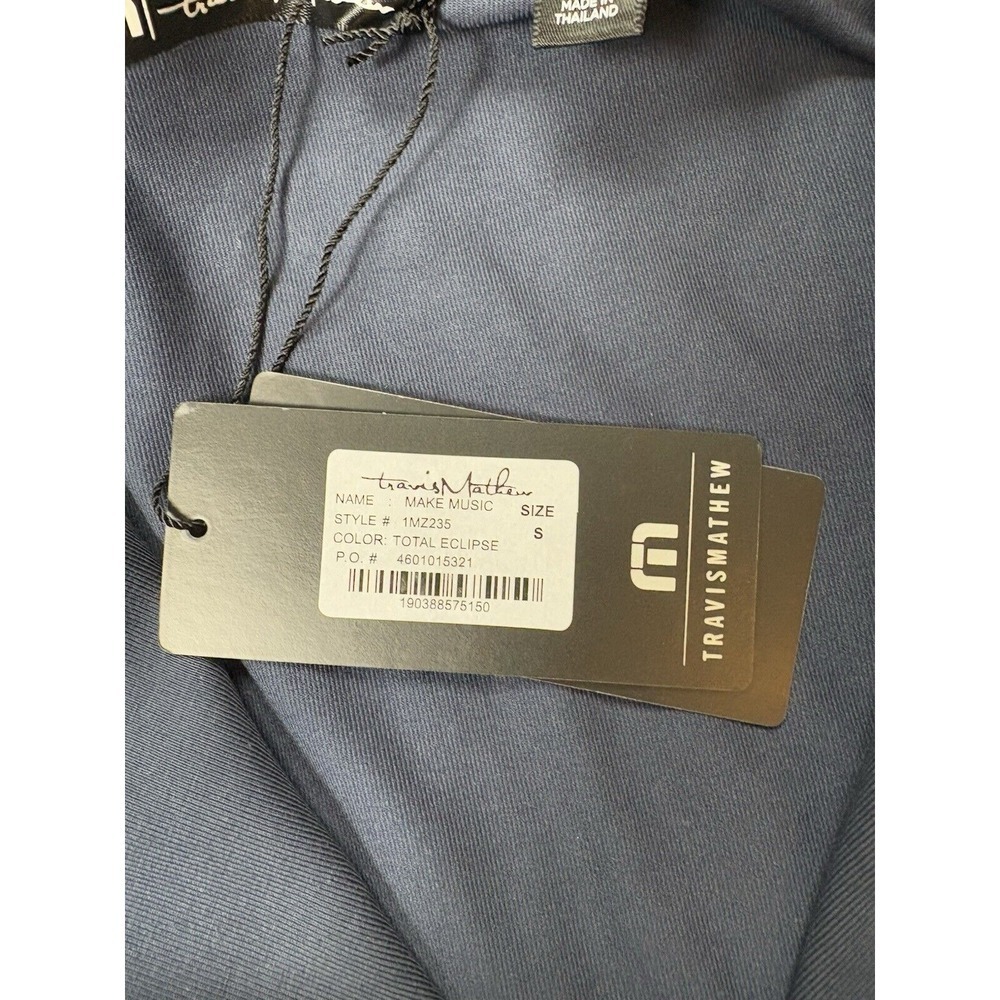 MADE IN
THAILAND
travisMathew
NAME : MAKE MUSIC SIZE
STYLE # 1MZ235 S
COLOR: TOTAL ECLIPSE
P.O. # 4601015321
190388575150
TRAVISMATHEW